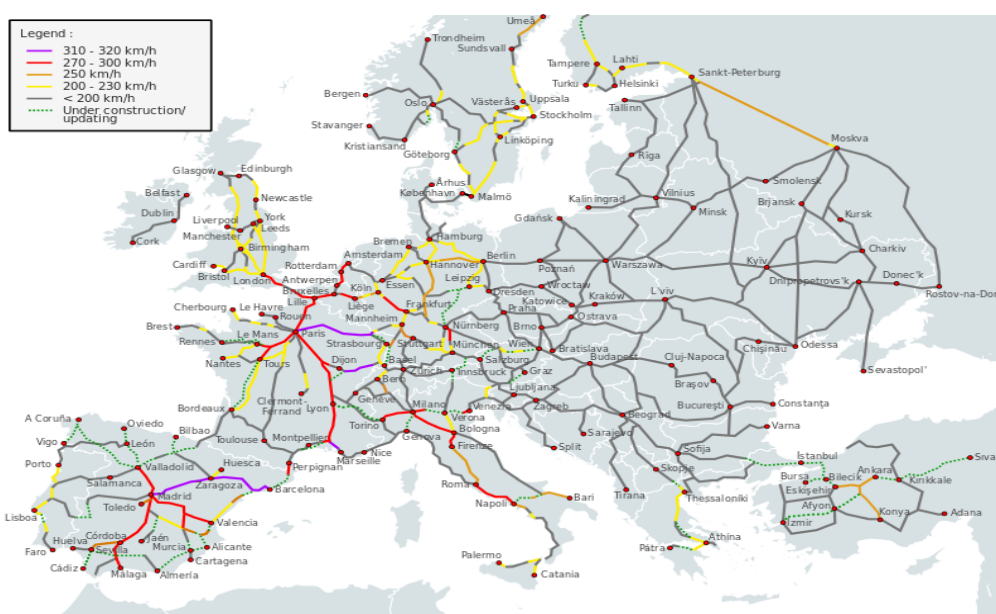 Legend :
310 - 320 km/h
270 - 300 km/h
250 km/h
200 - 230 km/h
< 200 km/h
Under construction/
updating
Umeå
Trondheim
Sundsvall
Tampere
Lahti
Sankt-Peterburg
Turku
Helsinki
Bergen
Oslo
Västerås
Uppsala
Stockholm
Tallinn
Stavanger
Kristiansand
Linköping
Göteborg
Moskva
Rīga
Glasgow
Edinburgh
Belfast
Århus
København
Malmö
Kaliningrad
Vilnius
Smolensk
Newcastle
Minsk
Brjansk
Dublin
Liverpool
York
Leeds
Manchester
Gdańsk
Kursk
Cork
Birmingham
Bremen
Hamburg
Charkiv
Cardiff
Bristol
London
Rotterdam
Amsterdam
Hannover
Berlin
Poznań
Warszawa
Kyïv
Antwerpen
Bruxelles
Lille
Köln
Essen
Leipzig
Dresden
Wrocław
Dnipropetrovs'k
Donec'k
Rostov-na-Donu
Liège
Frankfurt
Katowice
Kraków
L'viv
Cherbourg
Le Havre
Rouen
Mannheim
Praha
Ostrava
Brest
Rennes
Le Mans
Paris
Strasbourg
Stuttgart
Nürnberg
München
Brno
Wien
Bratislava
Chişinău
Odessa
Nantes
Tours
Dijon
Basel
Zürich
Salzburg
Innsbruck
Graz
Budapest
Cluj-Napoca
Sevastopol'
Bern
Genève
Ljubljana
Braşov
Clermont-
Ferrand
Lyon
Milano
Venezia
Verona
Zagreb
Beograd
Bucureşti
Constanţa
Bordeaux
Torino
Genova
Bologna
A Coruña
Oviedo
Bilbao
Toulouse
Montpellier
Marseille
Nice
Firenze
Split
Sarajevo
Varna
Vigo
León
Perpignan
Sofija
Skopje
Porto
Valladolid
Huesca
Salamanca
Zaragoza
Barcelona
Roma
Napoli
Bari
Tirana
Thessaloníki
İstanbul
Bursa
Bilecik
Eskişehir
Ankara
Kırıkkale
Siva
Madrid
Toledo
Lisboa
Valencia
Afyon
İzmir
Konya
Adana
Faro
Huelva
Córdoba
Sevilla
Jaén
Murcia
Alicante
Cartagena
Cádiz
Málaga
Almería
Palermo
Catania
Pátra
Athína